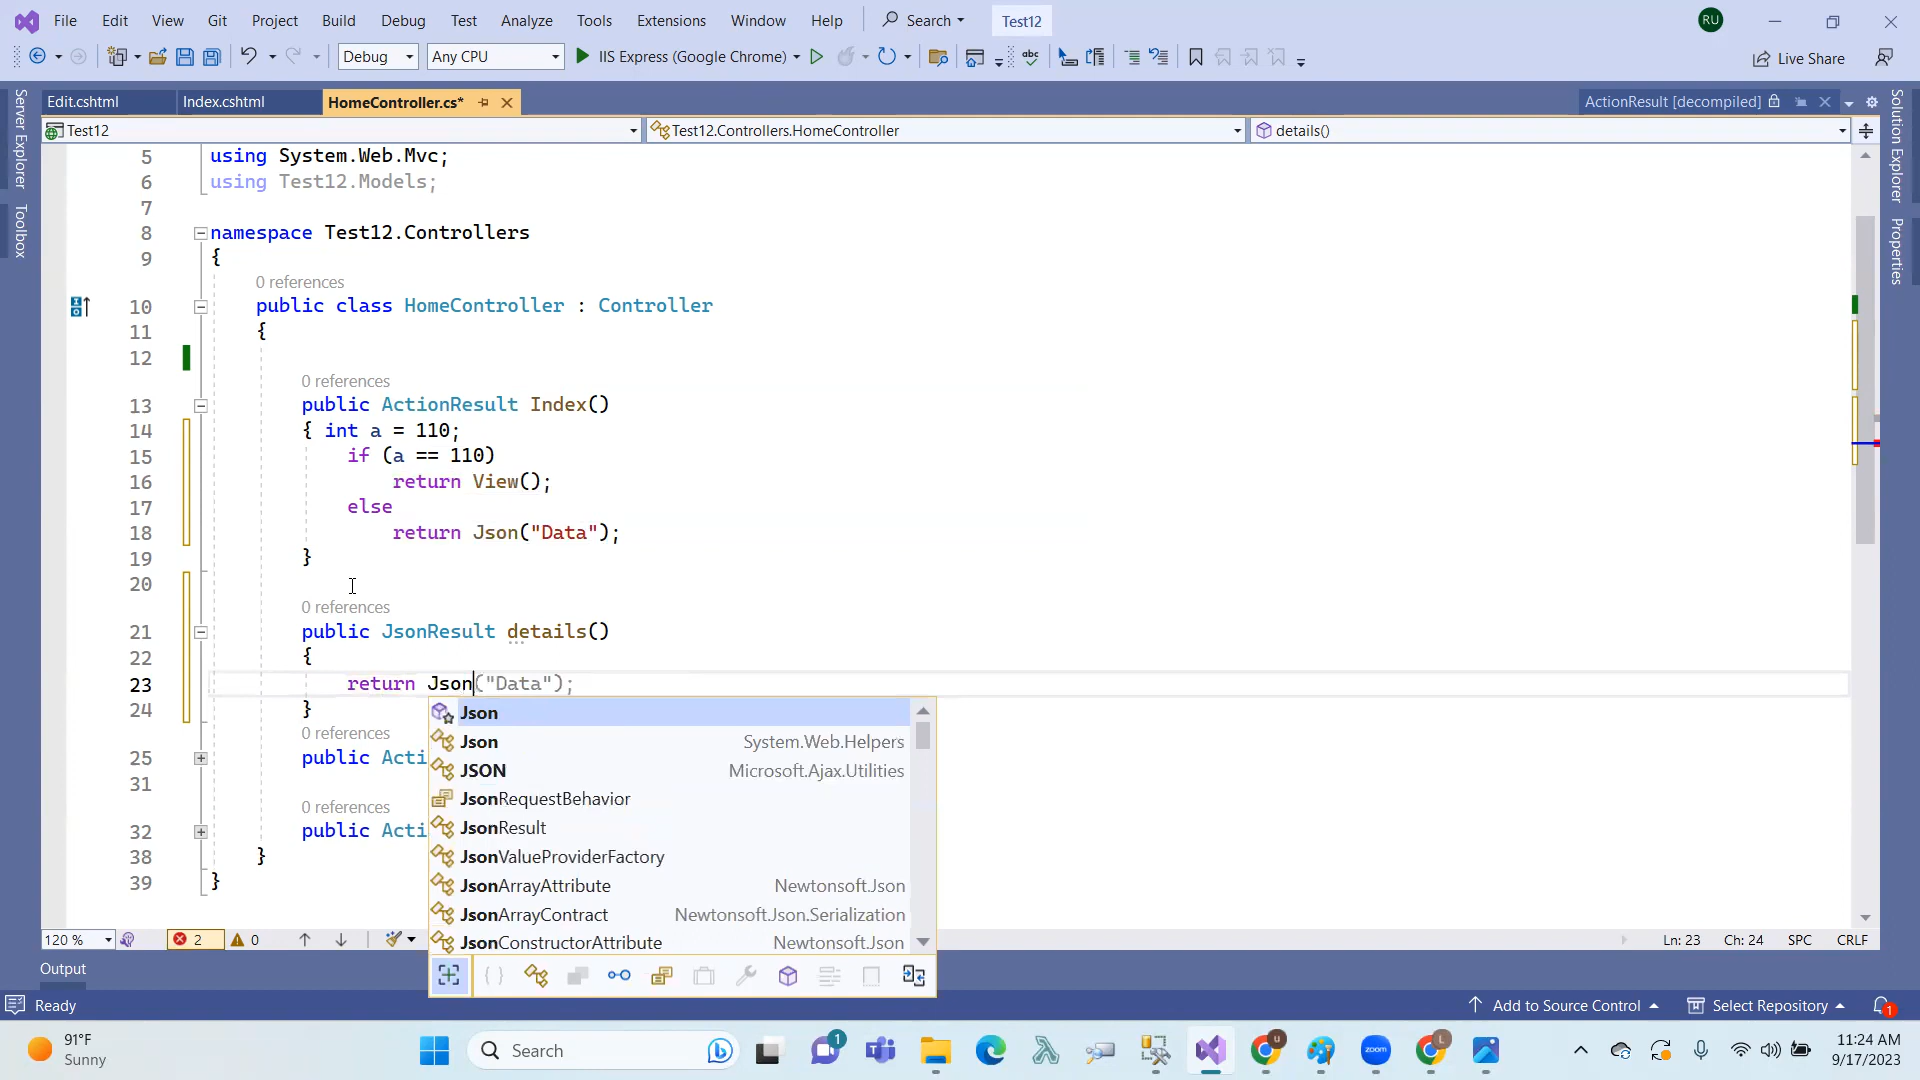 File Edit View Git Project Build Debug Test Analyze Tools Extensions Window Help Search Test12 RU
Debug Any CPU IIS Express (Google Chrome) Live Share
Edit.cshtml Index.cshtml HomeController.cs* ActionResult [decompiled]
Test12 Test12.Controllers.HomeController details()
Server Explorer
Toolbox
Solution Explorer
Properties
5 using System.Web.Mvc;
6 using Test12.Models;
7
8 namespace Test12.Controllers
9 {
0 references
10 public class HomeController : Controller
11 {
12
0 references
13 public ActionResult Index()
14 { int a = 110;
15 if (a == 110)
16 return View();
17 else
18 return Json("Data");
19 }
20
0 references
21 public JsonResult details()
22 {
23 return Json("Data");
24 }
0 references
25 public Acti
31
0 references
32 public Acti
38 }
39 }
Json
Json System.Web.Helpers
JSON Microsoft.Ajax.Utilities
JsonRequestBehavior
JsonResult
JsonValueProviderFactory
JsonArrayAttribute Newtonsoft.Json
JsonArrayContract Newtonsoft.Json.Serialization
JsonConstructorAttribute Newtonsoft.Json
120 % 2 0 Ln: 23 Ch: 24 SPC CRLF
Output
Ready Add to Source Control Select Repository 1
91°F
Sunny
Search
1
zoom
u
L
11:24 AM
9/17/2023